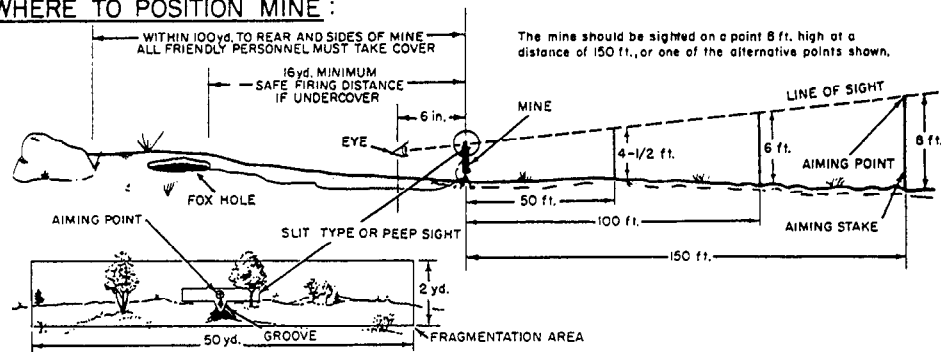 WHERE TO POSITION MINE:
WITHIN 100yd. TO REAR AND SIDES OF MINE
ALL FRIENDLY PERSONNEL MUST TAKE COVER
The mine should be sighted on a point 8 ft. high at a
distance of 150 ft., or one of the alternative points shown.
16yd. MINIMUM
SAFE FIRING DISTANCE
IF UNDERCOVER
LINE OF SIGHT
6 in.
MINE
EYE
4-1/2 ft.
6 ft.
AIMING POINT
8 ft.
FOX HOLE
50 ft.
AIMING POINT
100 ft.
AIMING STAKE
SLIT TYPE OR PEEP SIGHT
150 ft.
2 yd.
GROOVE
FRAGMENTATION AREA
50 yd.